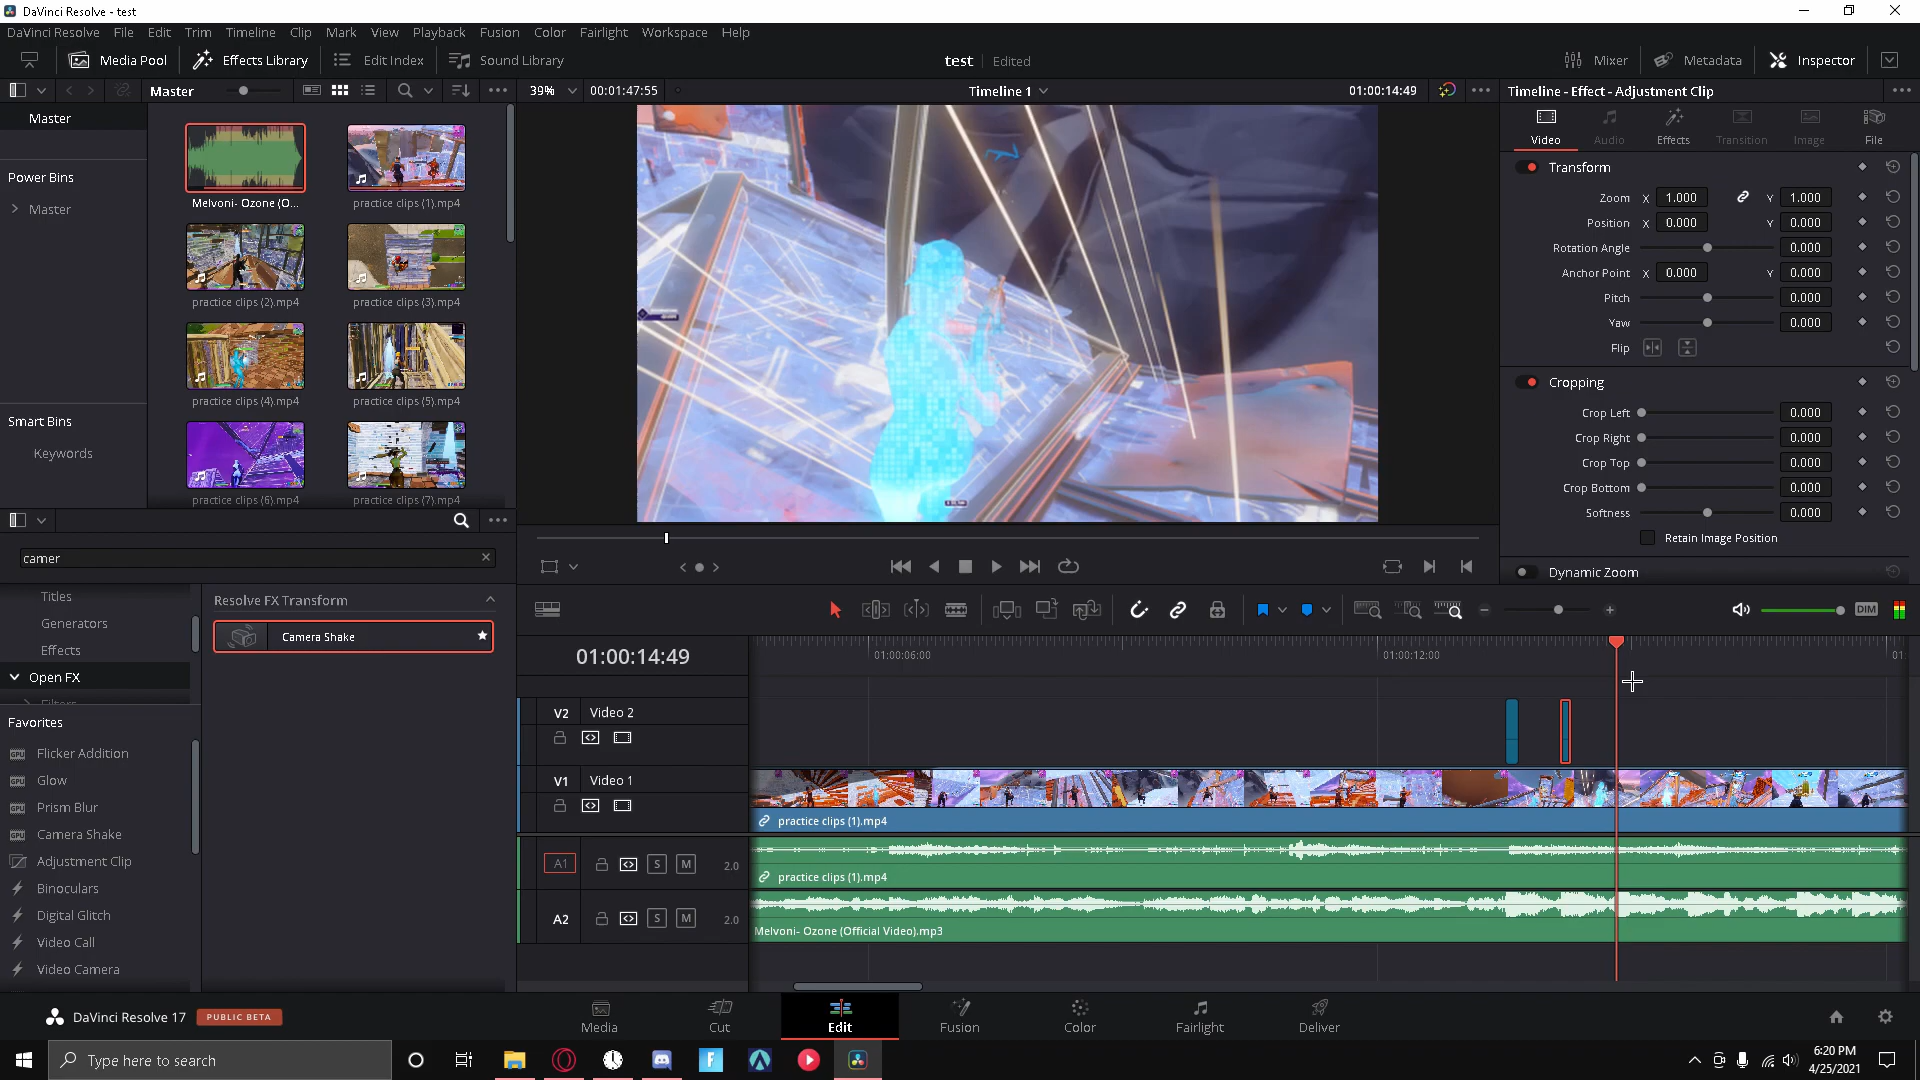 DaVinci Resolve - test
DaVinci Resolve File Edit Trim Timeline Clip Mark View Playback Fusion Color Fairlight Workspace Help
Media Pool Effects Library Edit Index Sound Library test Edited Mixer Metadata Inspector
Master 39% 00:01:47:55 Timeline 1 01:00:14:49 Timeline - Effect - Adjustment Clip
Master
Power Bins
Master
Smart Bins
Keywords
Melvoni- Ozone (O...
practice clips (1).mp4
practice clips (2).mp4
practice clips (3).mp4
practice clips (4).mp4
practice clips (5).mp4
practice clips (6).mp4
practice clips (7).mp4
Video Audio Effects Transition Image File
Transform
Zoom X 1.000 Y 1.000
Position X 0.000 Y 0.000
Rotation Angle 0.000
Anchor Point X 0.000 Y 0.000
Pitch 0.000
Yaw 0.000
Flip
Cropping
Crop Left 0.000
Crop Right 0.000
Crop Top 0.000
Crop Bottom 0.000
Softness 0.000
Retain Image Position
Dynamic Zoom
camer
Titles
Generators
Effects
Open FX
Filters
Favorites
GPU Flicker Addition
GPU Glow
GPU Prism Blur
GPU Camera Shake
Adjustment Clip
Binoculars
Digital Glitch
Video Call
Video Camera
Resolve FX Transform
Camera Shake
DIM
01:00:14:49
01:00:06:00 01:00:12:00 01:
V2 Video 2
V1 Video 1
practice clips (1).mp4
A1 S M 2.0
practice clips (1).mp4
A2 S M 2.0
Melvoni- Ozone (Official Video).mp3
DaVinci Resolve 17 PUBLIC BETA
Media Cut Edit Fusion Color Fairlight Deliver
Type here to search
6:20 PM
4/25/2021